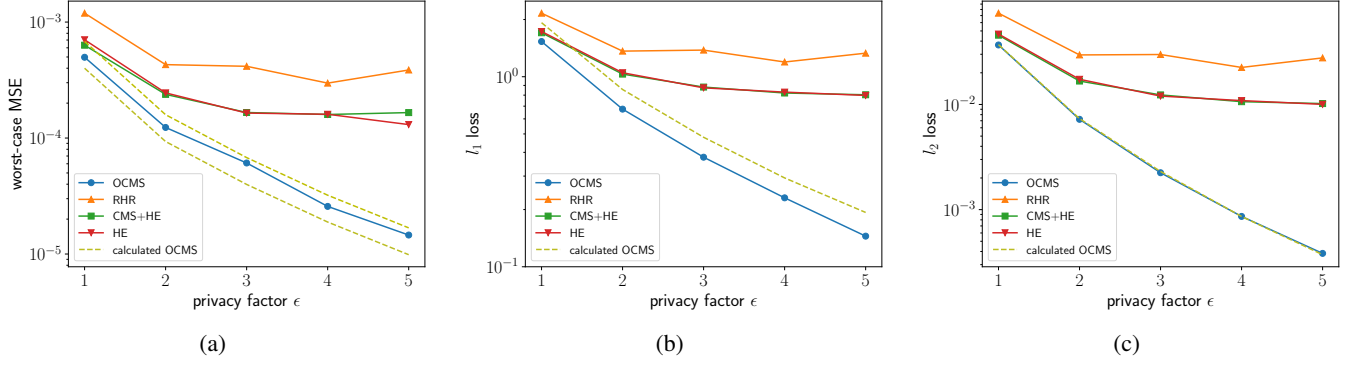 worst-case MSE
10⁻³
10⁻⁴
10⁻⁵
OCMS
RHR
CMS+HE
HE
calculated OCMS
1 2 3 4 5
privacy factor ϵ
(a)
l₁ loss
10⁰
10⁻¹
OCMS
RHR
CMS+HE
HE
calculated OCMS
1 2 3 4 5
privacy factor ϵ
(b)
l₂ loss
10⁻²
10⁻³
OCMS
RHR
CMS+HE
HE
calculated OCMS
1 2 3 4 5
privacy factor ϵ
(c)